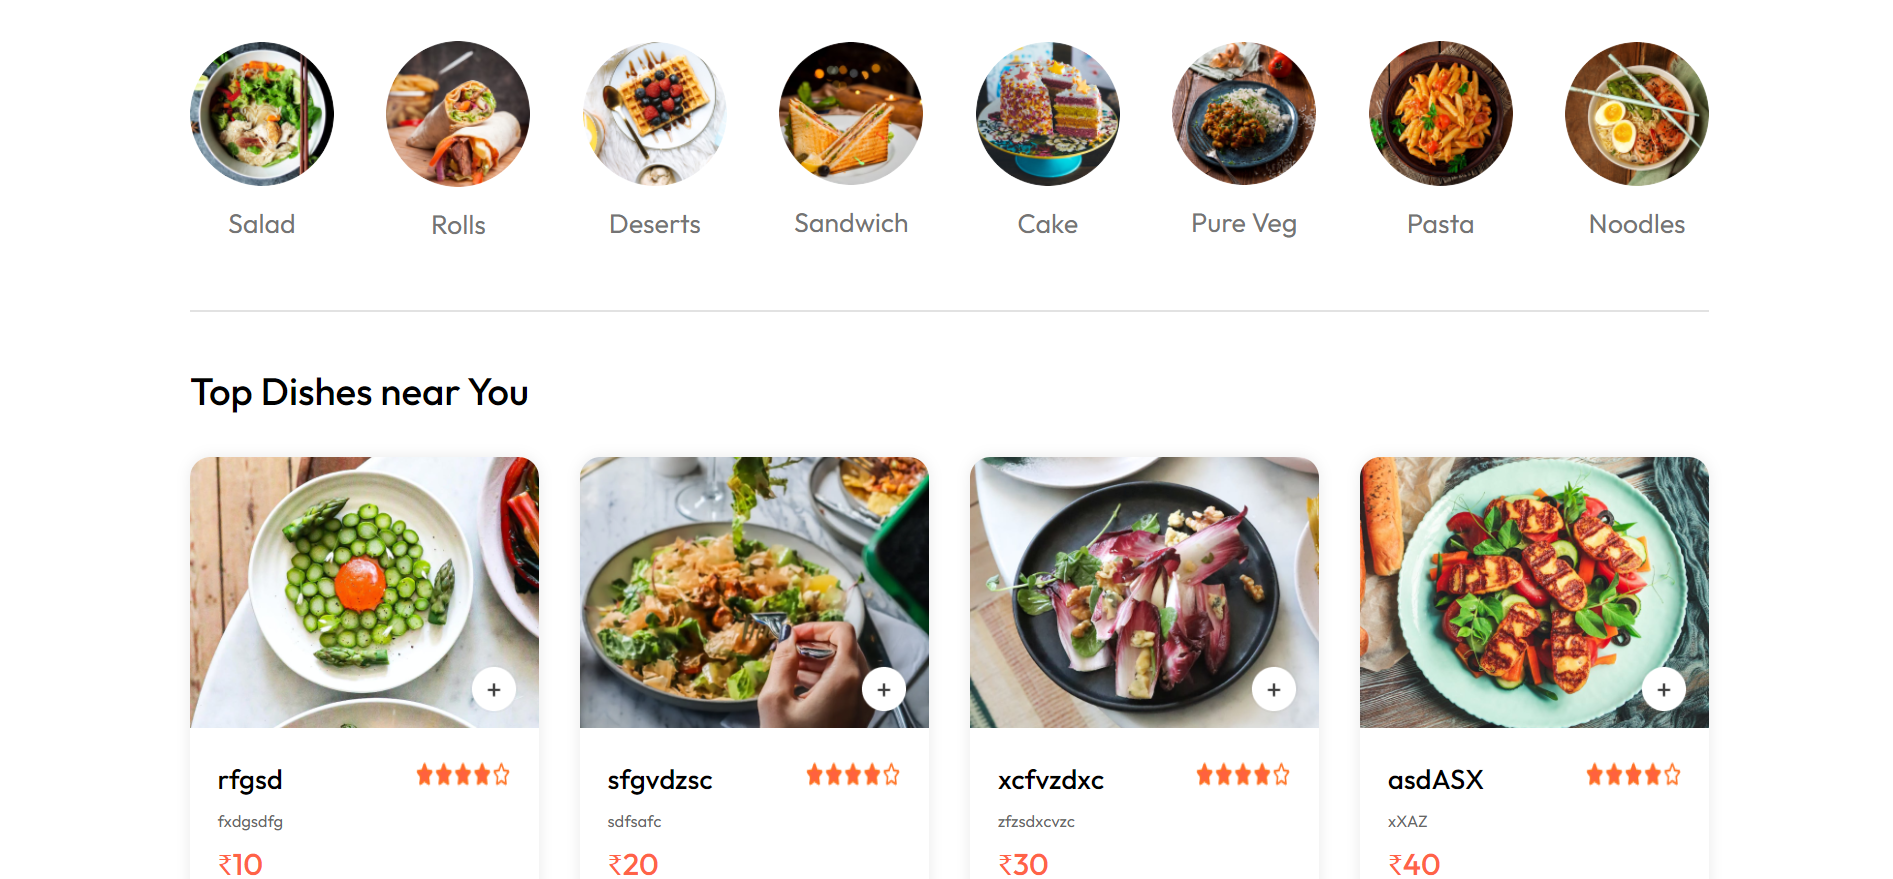 Salad
Rolls
Deserts
Sandwich
Cake
Pure Veg
Pasta
Noodles
Top Dishes near You
rfgsd
fxdgsdfg
₹10
sfgvdzsc
sdfsafc
₹20
xcfvzdxc
zfzsdxcvzc
₹30
asdASX
xXAZ
₹40